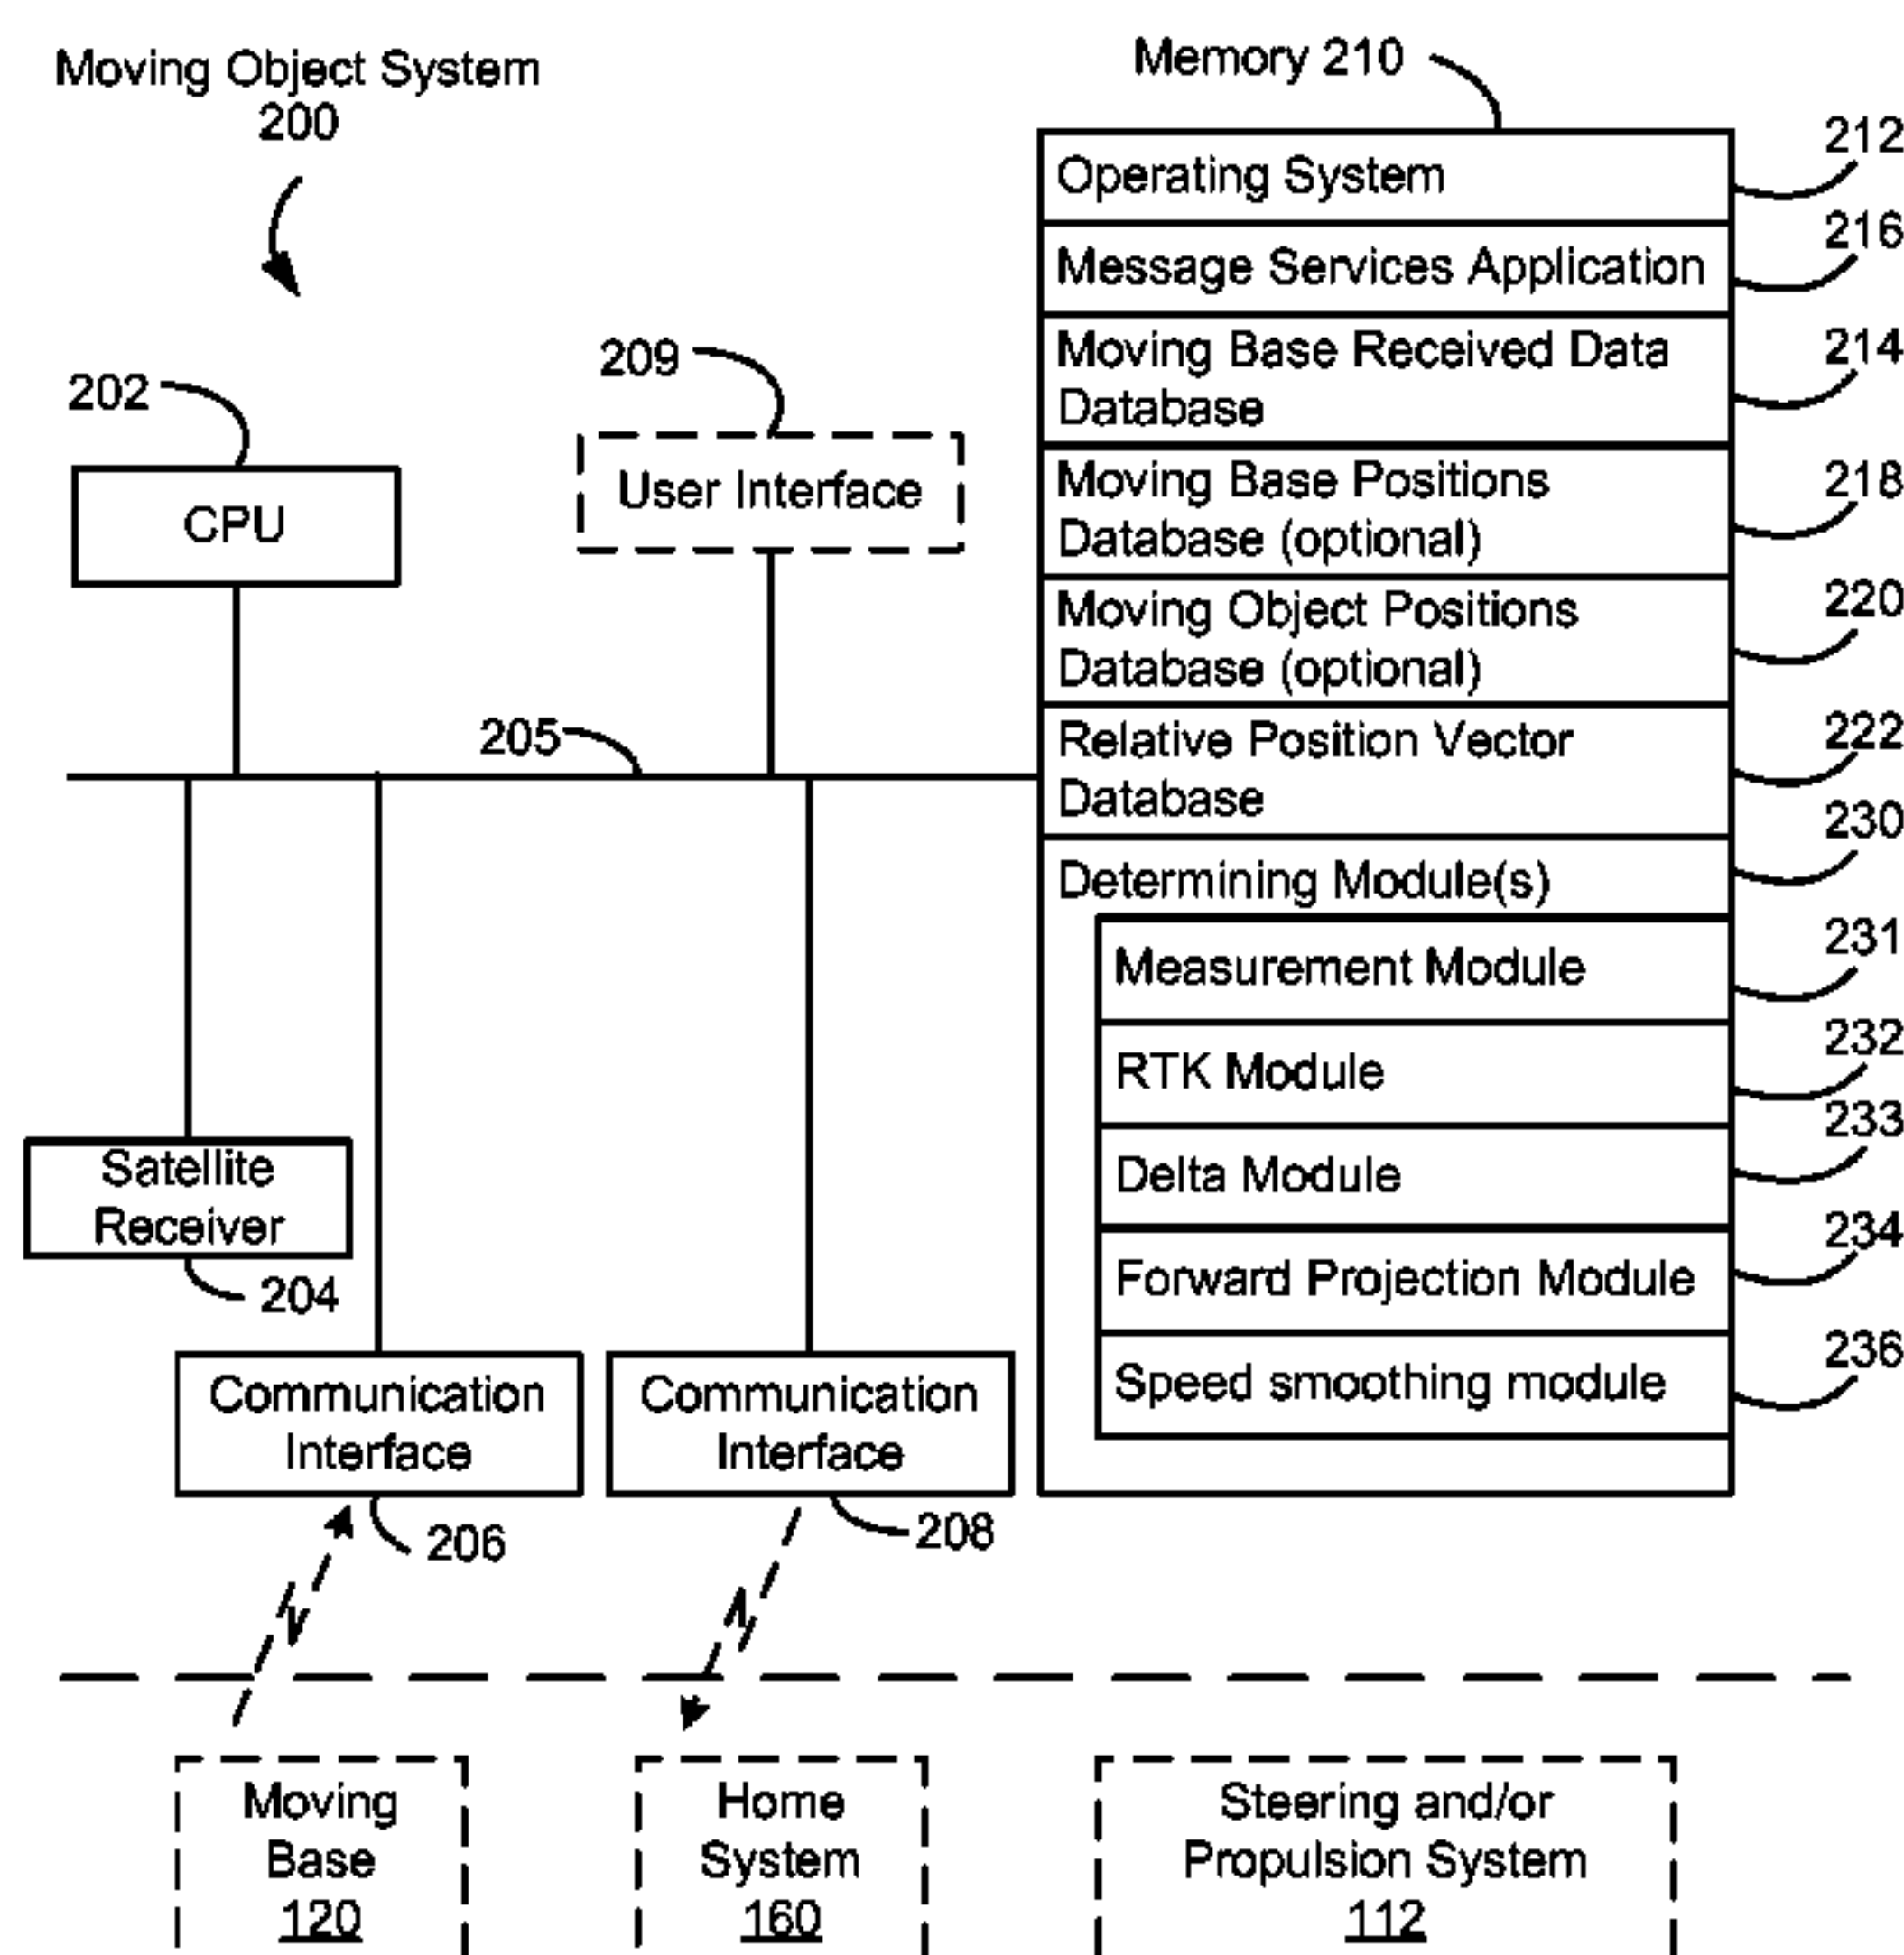 Moving Object System
200
Memory 210
Operating System
212
Message Services Application
216
Moving Base Received Data
Database
214
Moving Base Positions
Database (optional)
218
Moving Object Positions
Database (optional)
220
Relative Position Vector
Database
222
Determining Module(s)
230
Measurement Module
231
RTK Module
232
Delta Module
233
Forward Projection Module
234
Speed smoothing module
236
202
CPU
209
User Interface
205
Satellite
Receiver
204
Communication
Interface
206
Communication
Interface
208
Moving
Base
120
Home
System
160
Steering and/or
Propulsion System
112